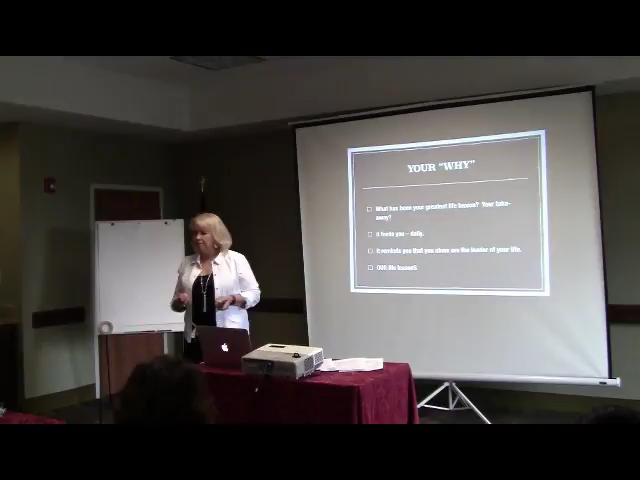 YOUR "WHY"
What has been your greatest life lesson? Your take-
away?
It feeds you – daily.
It reminds you that you alone are the leader of your life.
OUR life lessons